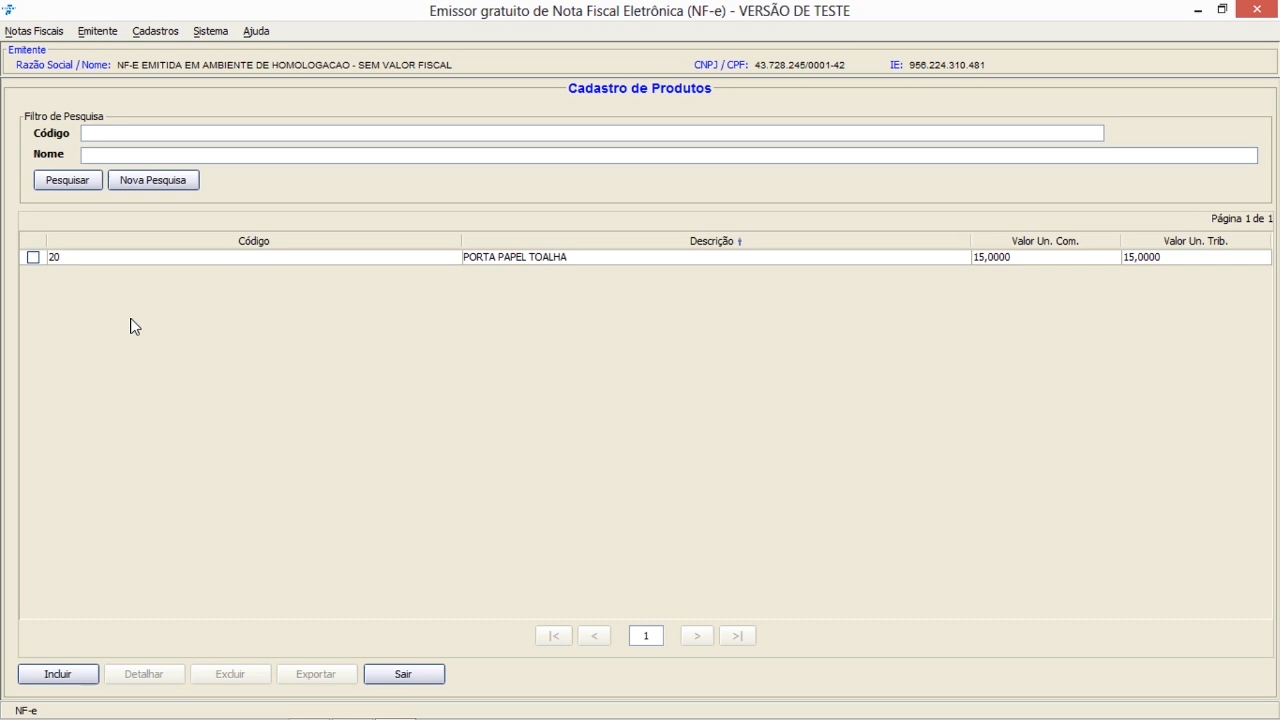 Emissor gratuito de Nota Fiscal Eletrônica (NF-e) - VERSÃO DE TESTE
Notas Fiscais Emitente Cadastros Sistema Ajuda
Emitente
Razão Social / Nome: NF-E EMITIDA EM AMBIENTE DE HOMOLOGACAO - SEM VALOR FISCAL CNPJ / CPF: 43.728.245/0001-42 IE: 956.224.310.481
Cadastro de Produtos
Filtro de Pesquisa
Código
Nome
Pesquisar Nova Pesquisa
Página 1 de 1
Código Descrição Valor Un. Com. Valor Un. Trib.
20 PORTA PAPEL TOALHA 15,0000 15,0000
|< < 1 > >|
Incluir Detalhar Excluir Exportar Sair
NF-e